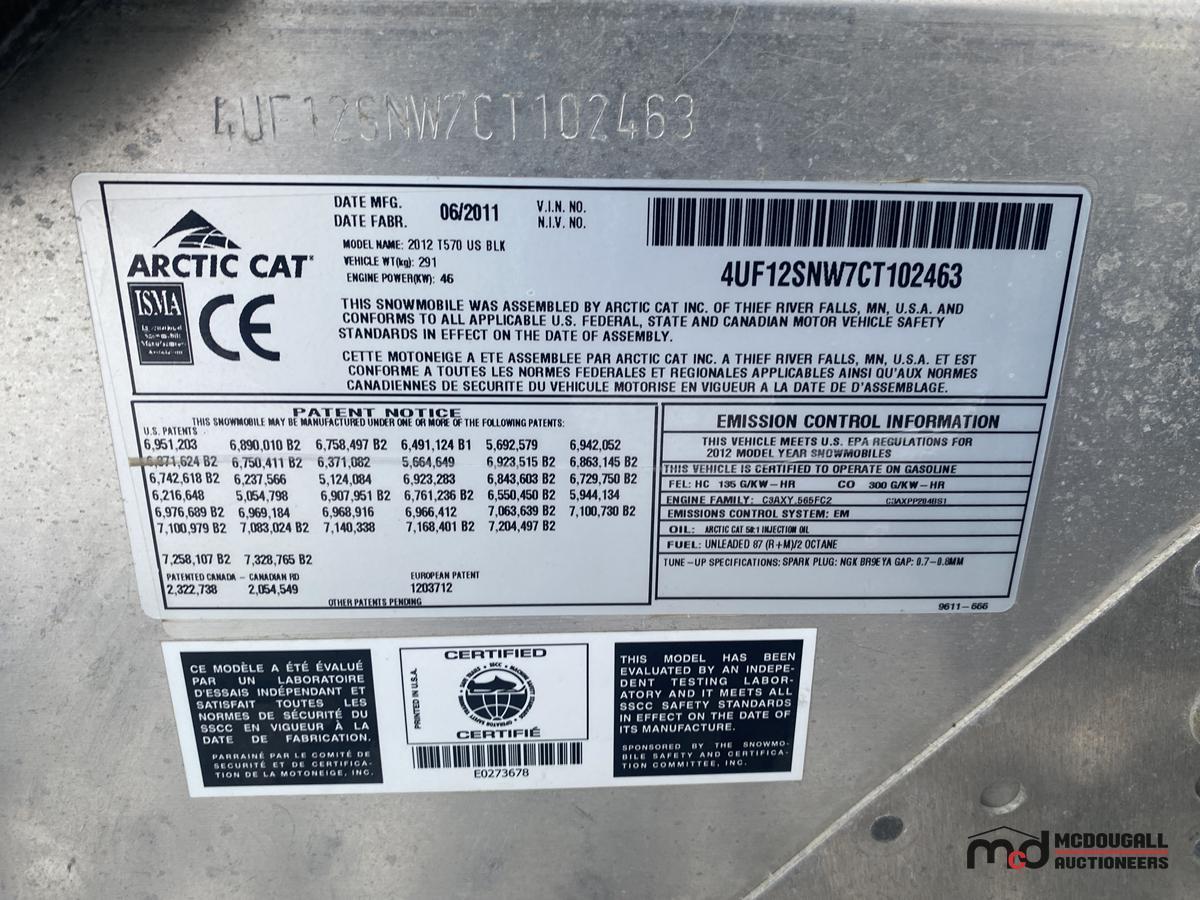 4UF12SNW7CT102463
ARCTIC CAT
ISMA
International
Snowmobile
Manufacturers
Association
CE
DATE MFG.
DATE FABR.
06/2011
V.I.N. NO.
N.I.V. NO.
MODEL NAME: 2012 T570 US BLK
VEHICLE WT(kg): 291
ENGINE POWER(KW): 46
4UF12SNW7CT102463
THIS SNOWMOBILE WAS ASSEMBLED BY ARCTIC CAT INC. OF THIEF RIVER FALLS, MN, U.S.A. AND
CONFORMS TO ALL APPLICABLE U.S. FEDERAL, STATE AND CANADIAN MOTOR VEHICLE SAFETY
STANDARDS IN EFFECT ON THE DATE OF ASSEMBLY.
CETTE MOTONEIGE A ETE ASSEMBLEE PAR ARCTIC CAT INC. A THIEF RIVER FALLS, MN, U.S.A. ET EST
CONFORME A TOUTES LES NORMES FEDERALES ET REGIONALES APPLICABLES AINSI QU'AUX NORMES
CANADIENNES DE SECURITE DU VEHICULE MOTORISE EN VIGUEUR A LA DATE DE D'ASSEMBLAGE.
PATENT NOTICE
THIS SNOWMOBILE MAY BE MANUFACTURED UNDER ONE OR MORE OF THE FOLLOWING PATENTS:
U.S. PATENTS
6,951,203 6,890,010 B2 6,758,497 B2 6,491,124 B1 5,692,579 6,942,052
6,871,624 B2 6,750,411 B2 6,371,082 5,664,649 6,923,515 B2 6,863,145 B2
6,742,618 B2 6,237,566 5,124,084 6,923,283 6,843,603 B2 6,729,750 B2
6,216,648 5,054,798 6,907,951 B2 6,761,236 B2 6,550,450 B2 5,944,134
6,976,689 B2 6,969,184 6,968,916 6,966,412 7,063,639 B2 7,100,730 B2
7,100,979 B2 7,083,024 B2 7,140,338 7,168,401 B2 7,204,497 B2
7,258,107 B2 7,328,765 B2
PATENTED CANADA - CANADIAN RD EUROPEAN PATENT
2,322,738 2,054,549 1203712
OTHER PATENTS PENDING
EMISSION CONTROL INFORMATION
THIS VEHICLE MEETS U.S. EPA REGULATIONS FOR
2012 MODEL YEAR SNOWMOBILES
THIS VEHICLE IS CERTIFIED TO OPERATE ON GASOLINE
FEL: HC 135 G/KW-HR CO 300 G/KW-HR
ENGINE FAMILY: C3AXY.565FC2 C3AXPP2B4BS1
EMISSIONS CONTROL SYSTEM: EM
OIL: ARCTIC CAT 50:1 INJECTION OIL
FUEL: UNLEADED 87 (R+M)/2 OCTANE
TUNE-UP SPECIFICATIONS: SPARK PLUG: NGK BR9EYA GAP: 0.7-0.8MM
9611-666
CE MODÈLE A ÉTÉ ÉVALUÉ
PAR UN LABORATOIRE
D'ESSAIS INDÉPENDANT ET
SATISFAIT TOUTES LES
NORMES DE SÉCURITÉ DU
SSCC EN VIGUEUR À LA
DATE DE FABRICATION.
PARRAINÉ PAR LE COMITÉ DE
SÉCURITÉ ET DE CERTIFICA-
TION DE LA MOTONEIGE, INC.
PRINTED IN U.S.A.
CERTIFIED
SSCC
CERTIFIÉ
E0273678
THIS MODEL HAS BEEN
EVALUATED BY AN INDEPEN-
DENT TESTING LABOR-
ATORY AND IT MEETS ALL
SSCC SAFETY STANDARDS
IN EFFECT ON THE DATE OF
ITS MANUFACTURE.
SPONSORED BY THE SNOWMO-
BILE SAFETY AND CERTIFICA-
TION COMMITTEE, INC.
mcd MCDOUGALL
AUCTIONEERS